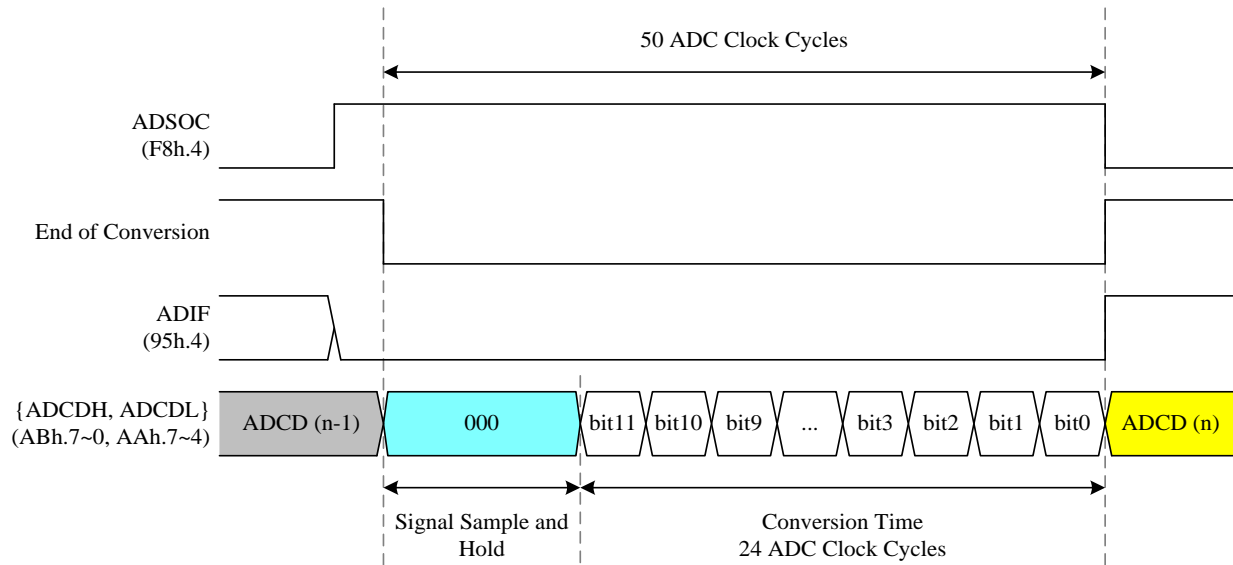 50 ADC Clock Cycles
ADSOC
(F8h.4)
End of Conversion
ADIF
(95h.4)
{ADCDH, ADCDL}
(ABh.7~0, AAh.7~4)
ADCD (n-1)
000
bit11
bit10
bit9
...
bit3
bit2
bit1
bit0
ADCD (n)
Signal Sample and
Hold
Conversion Time
24 ADC Clock Cycles